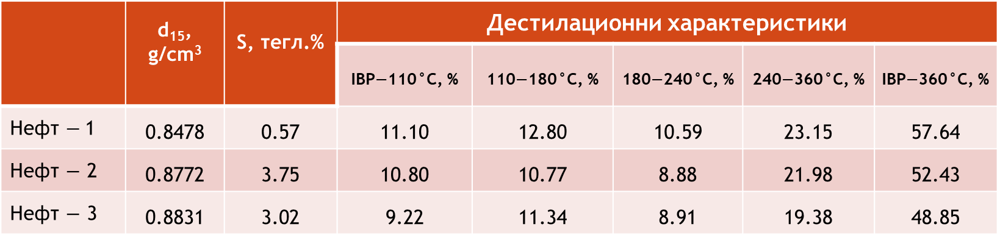 d₁₅, g/cm³ S, тегл.% Дестилационни характеристики
IBP−110°C, % 110−180°C, % 180−240°C, % 240−360°C, % IBP−360°C, %
Нефт − 1 0.8478 0.57 11.10 12.80 10.59 23.15 57.64
Нефт − 2 0.8772 3.75 10.80 10.77 8.88 21.98 52.43
Нефт − 3 0.8831 3.02 9.22 11.34 8.91 19.38 48.85